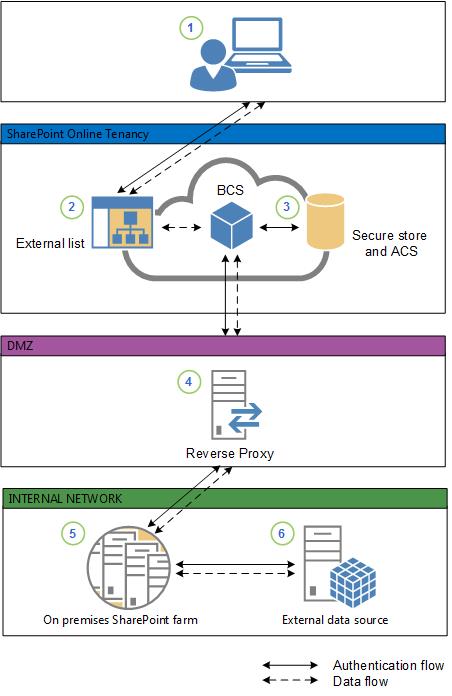 1
SharePoint Online Tenancy
BCS
2
3
External list
Secure store
and ACS
DMZ
4
Reverse Proxy
INTERNAL NETWORK
5
6
On premises SharePoint farm
External data source
Authentication flow
Data flow